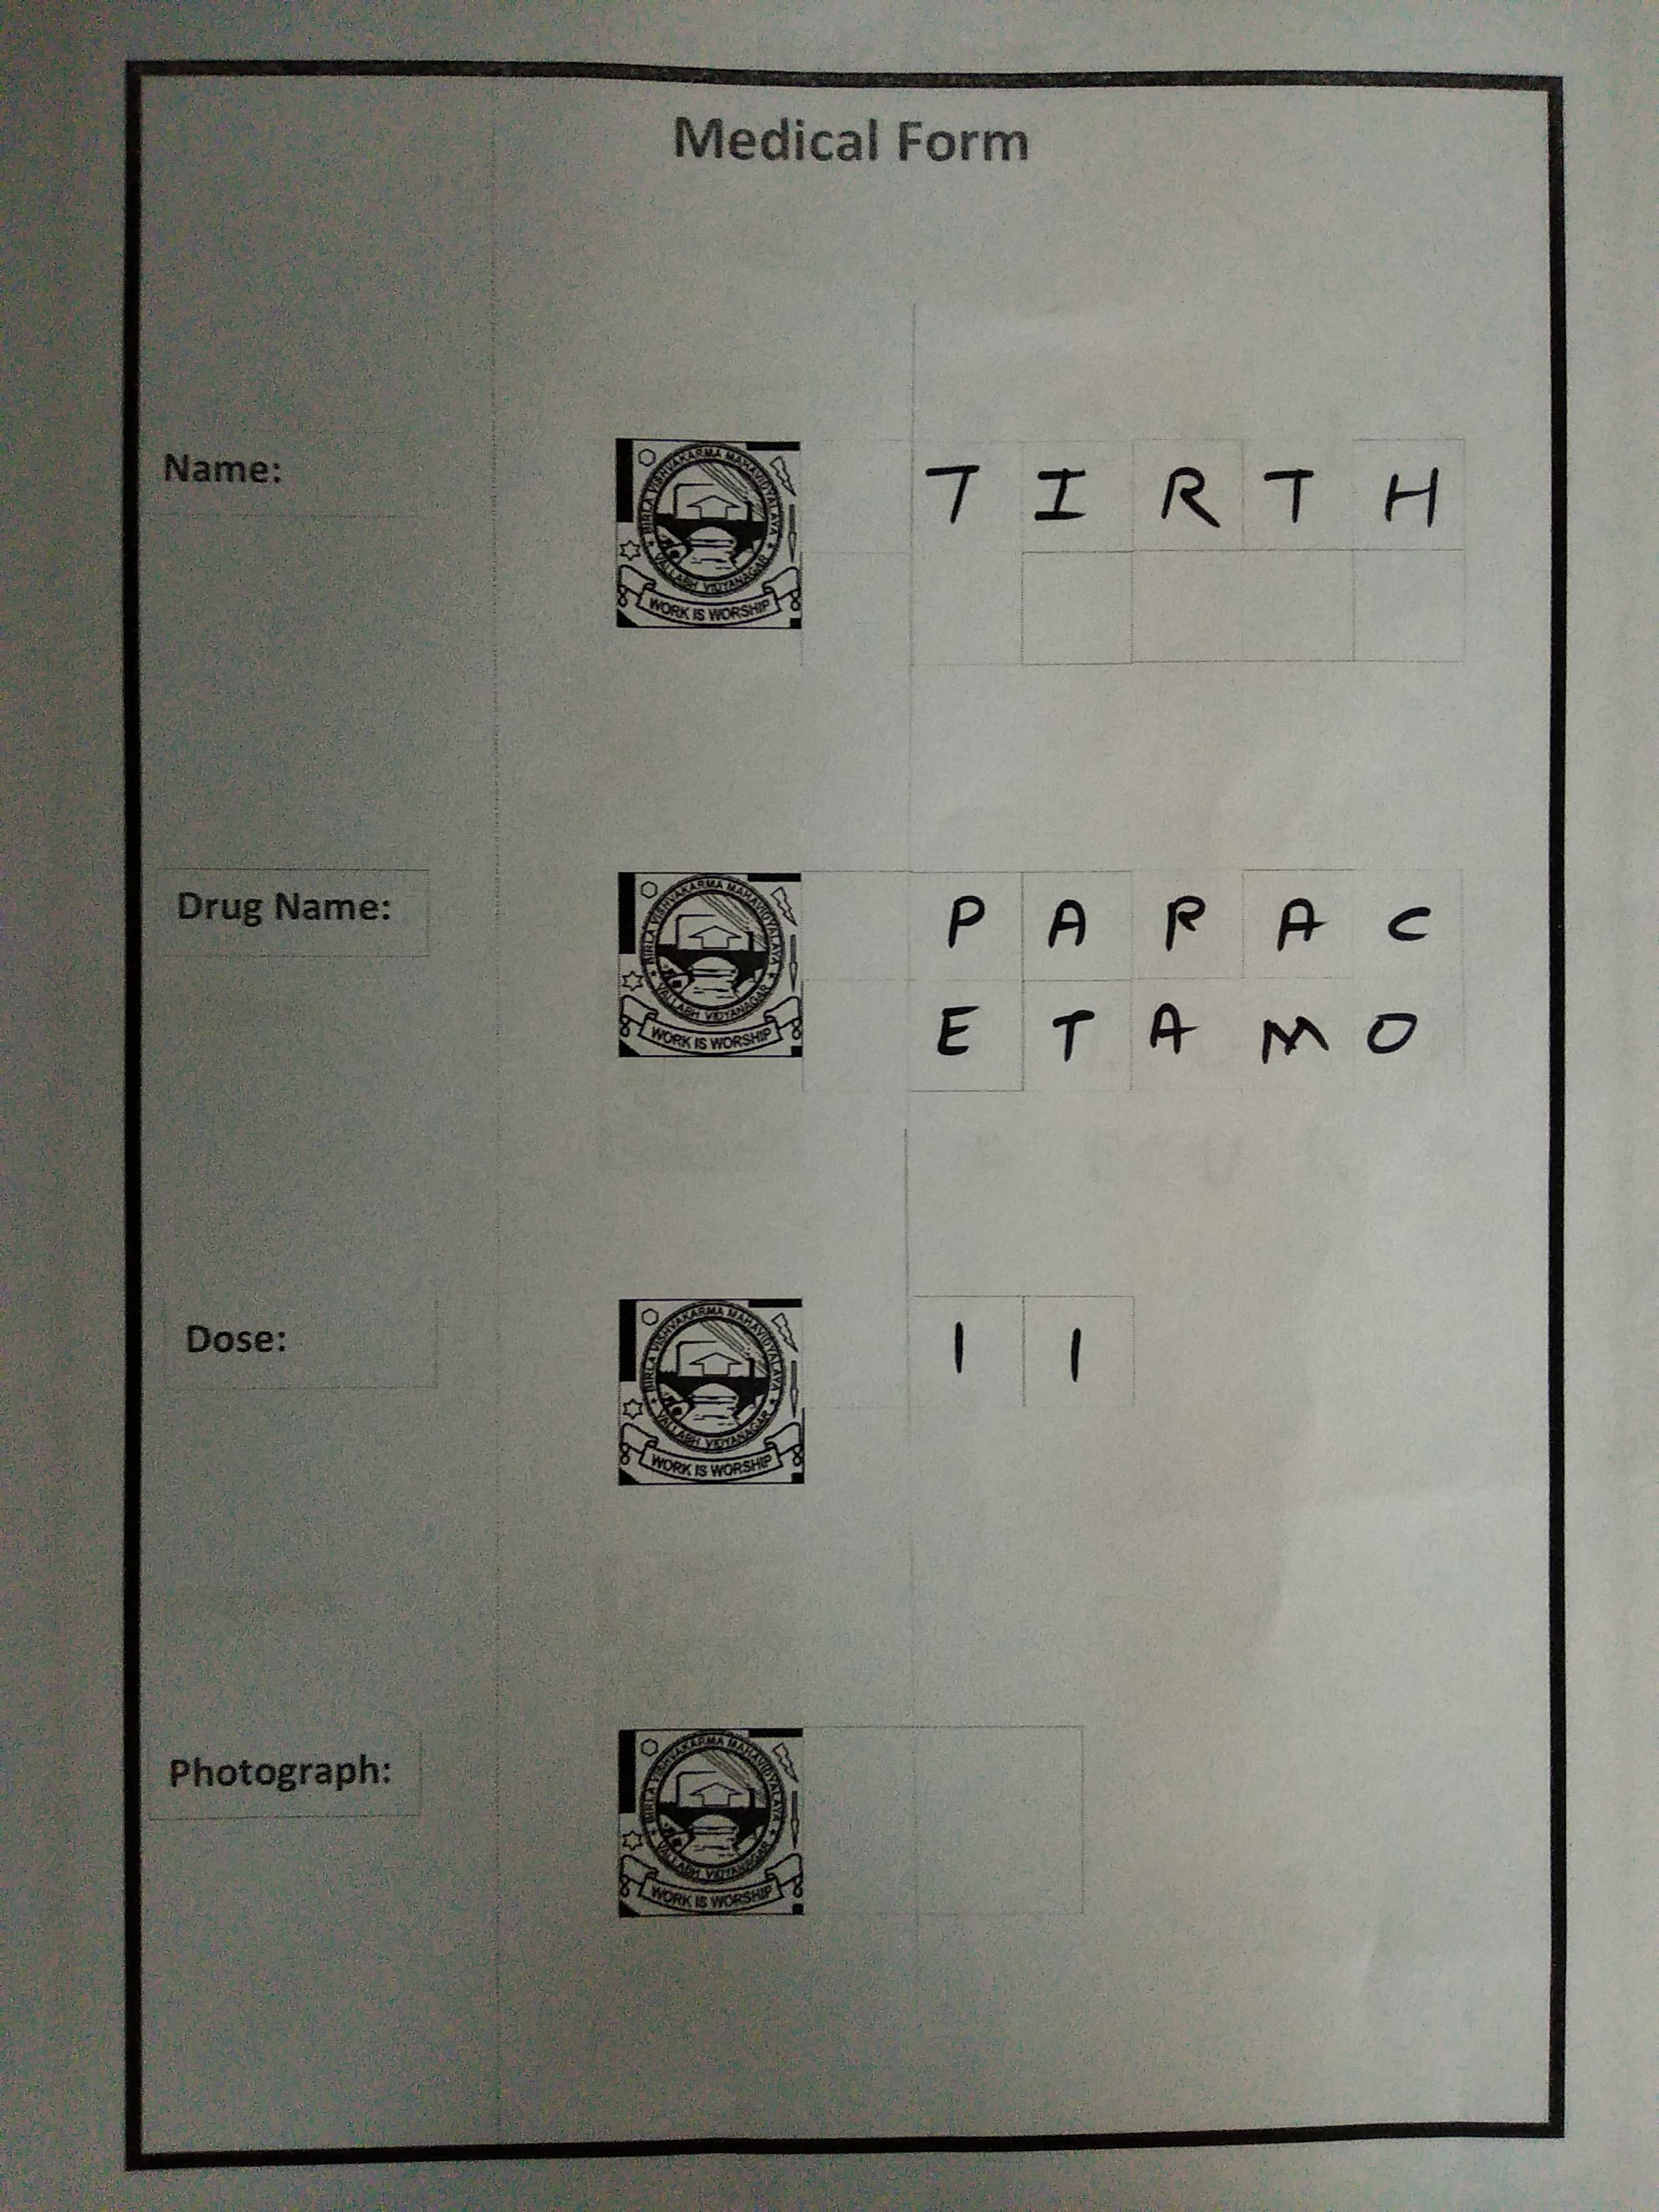 Medical Form
Name:
BIRLA VISHVAKARMA MAHAVIDYALAYA
VALLABH VIDYANAGAR
WORK IS WORSHIP
T I R T H
Drug Name:
BIRLA VISHVAKARMA MAHAVIDYALAYA
VALLABH VIDYANAGAR
WORK IS WORSHIP
P A R A C
E T A M O
Dose:
BIRLA VISHVAKARMA MAHAVIDYALAYA
VALLABH VIDYANAGAR
WORK IS WORSHIP
1 1
Photograph:
BIRLA VISHVAKARMA MAHAVIDYALAYA
VALLABH VIDYANAGAR
WORK IS WORSHIP